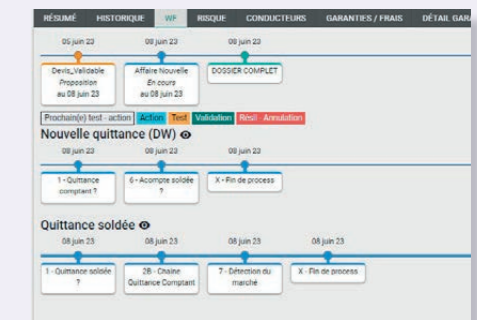 RÉSUMÉ HISTORIQUE WF RISQUE CONDUCTEURS GARANTIES / FRAIS DÉTAIL GARA
05 juin 23 08 juin 23 08 juin 23
Devis_Validable Affaire Nouvelle DOSSIER COMPLET
Proposition En cours
au 08 juin 23 au 08 juin 23
Prochain(e) test - action Action Test Validation Résil - Annulation
Nouvelle quittance (DW)
08 juin 23 08 juin 23 08 juin 23
1 - Quittance 6 - Acompte soldée X - Fin de process
comptant ? ?
Quittance soldée
08 juin 23 08 juin 23 08 juin 23 08 juin 23
1 - Quittance soldée 2B - Chaine 7 - Détection du X - Fin de process
? Quittance Comptant marché